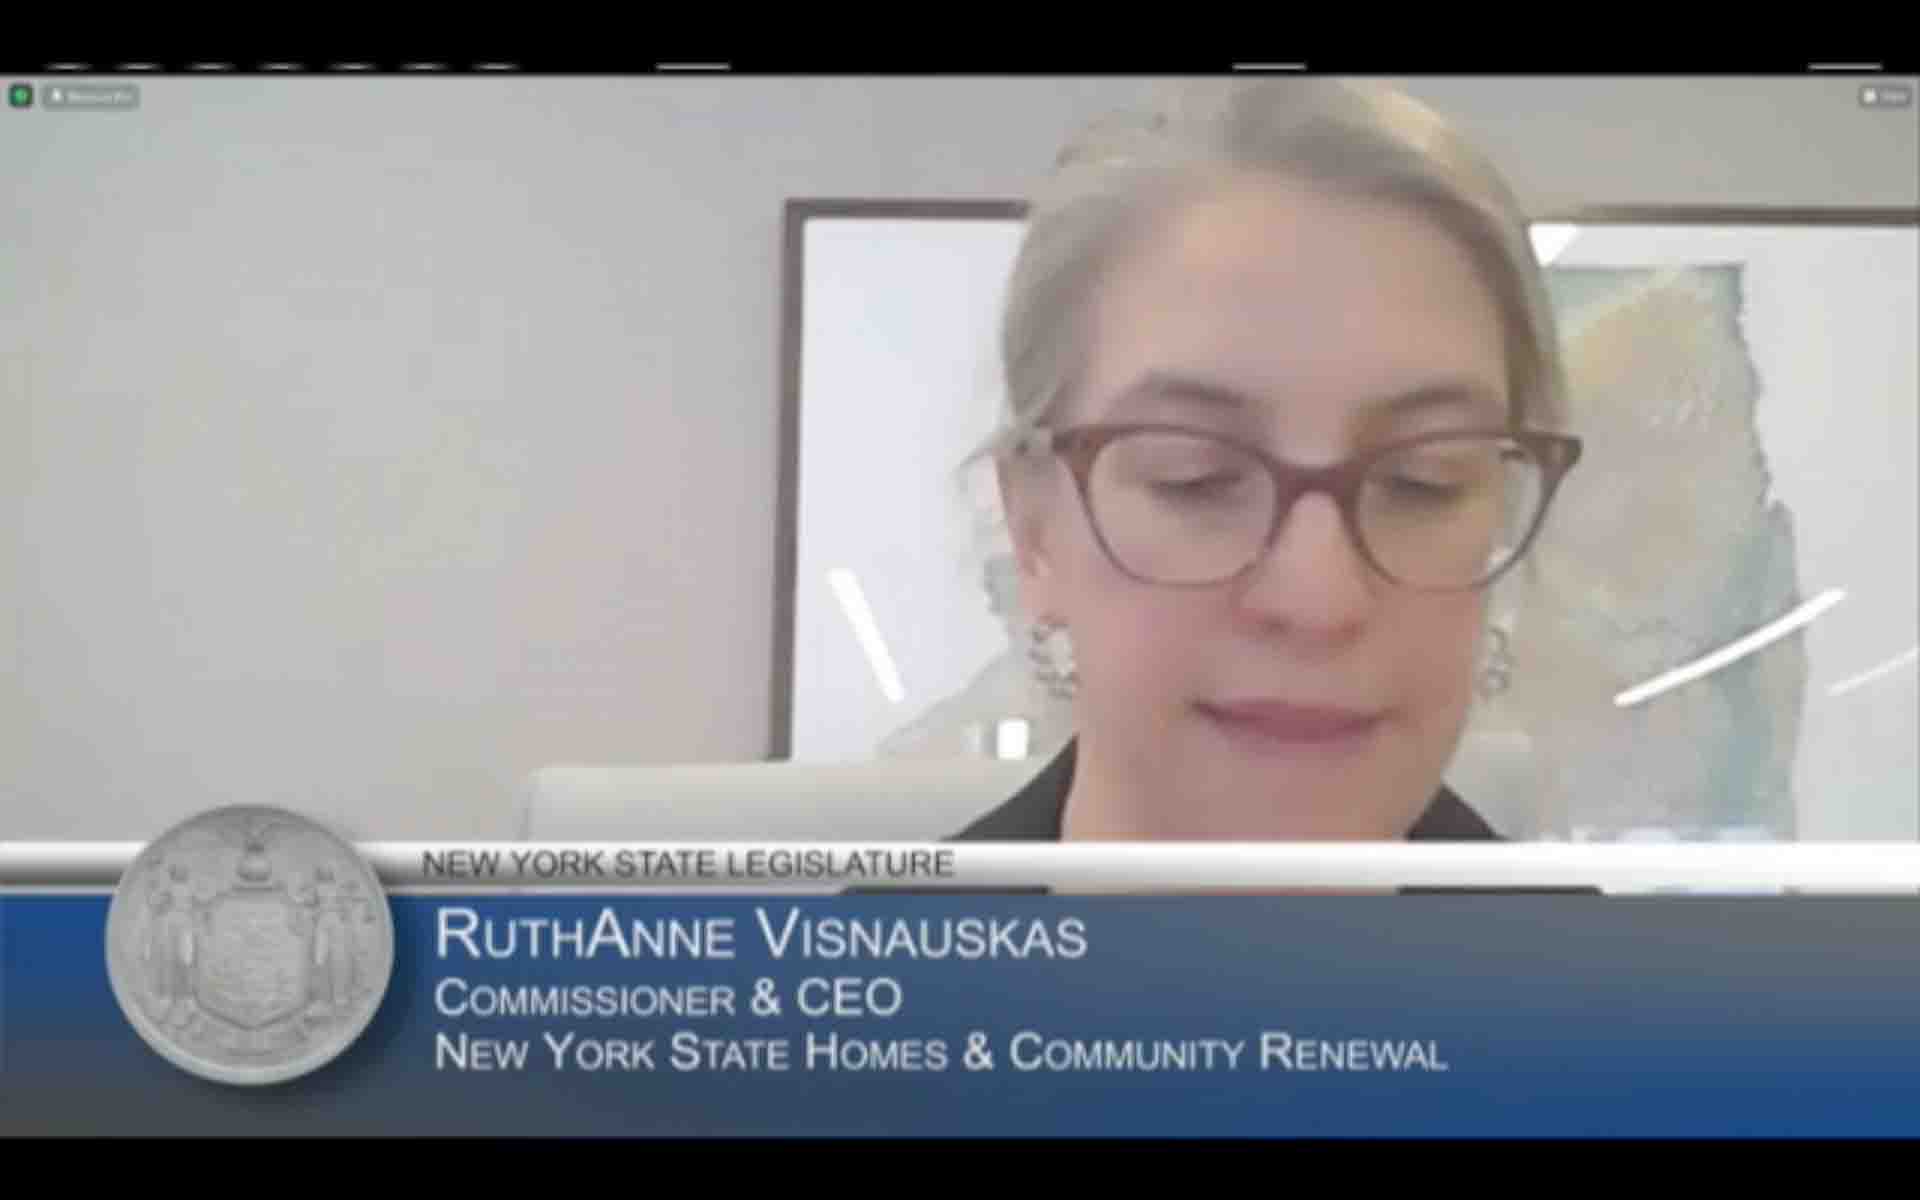 NEW YORK STATE LEGISLATURE
RUTHANNE VISNAUSKAS
COMMISSIONER & CEO
NEW YORK STATE HOMES & COMMUNITY RENEWAL